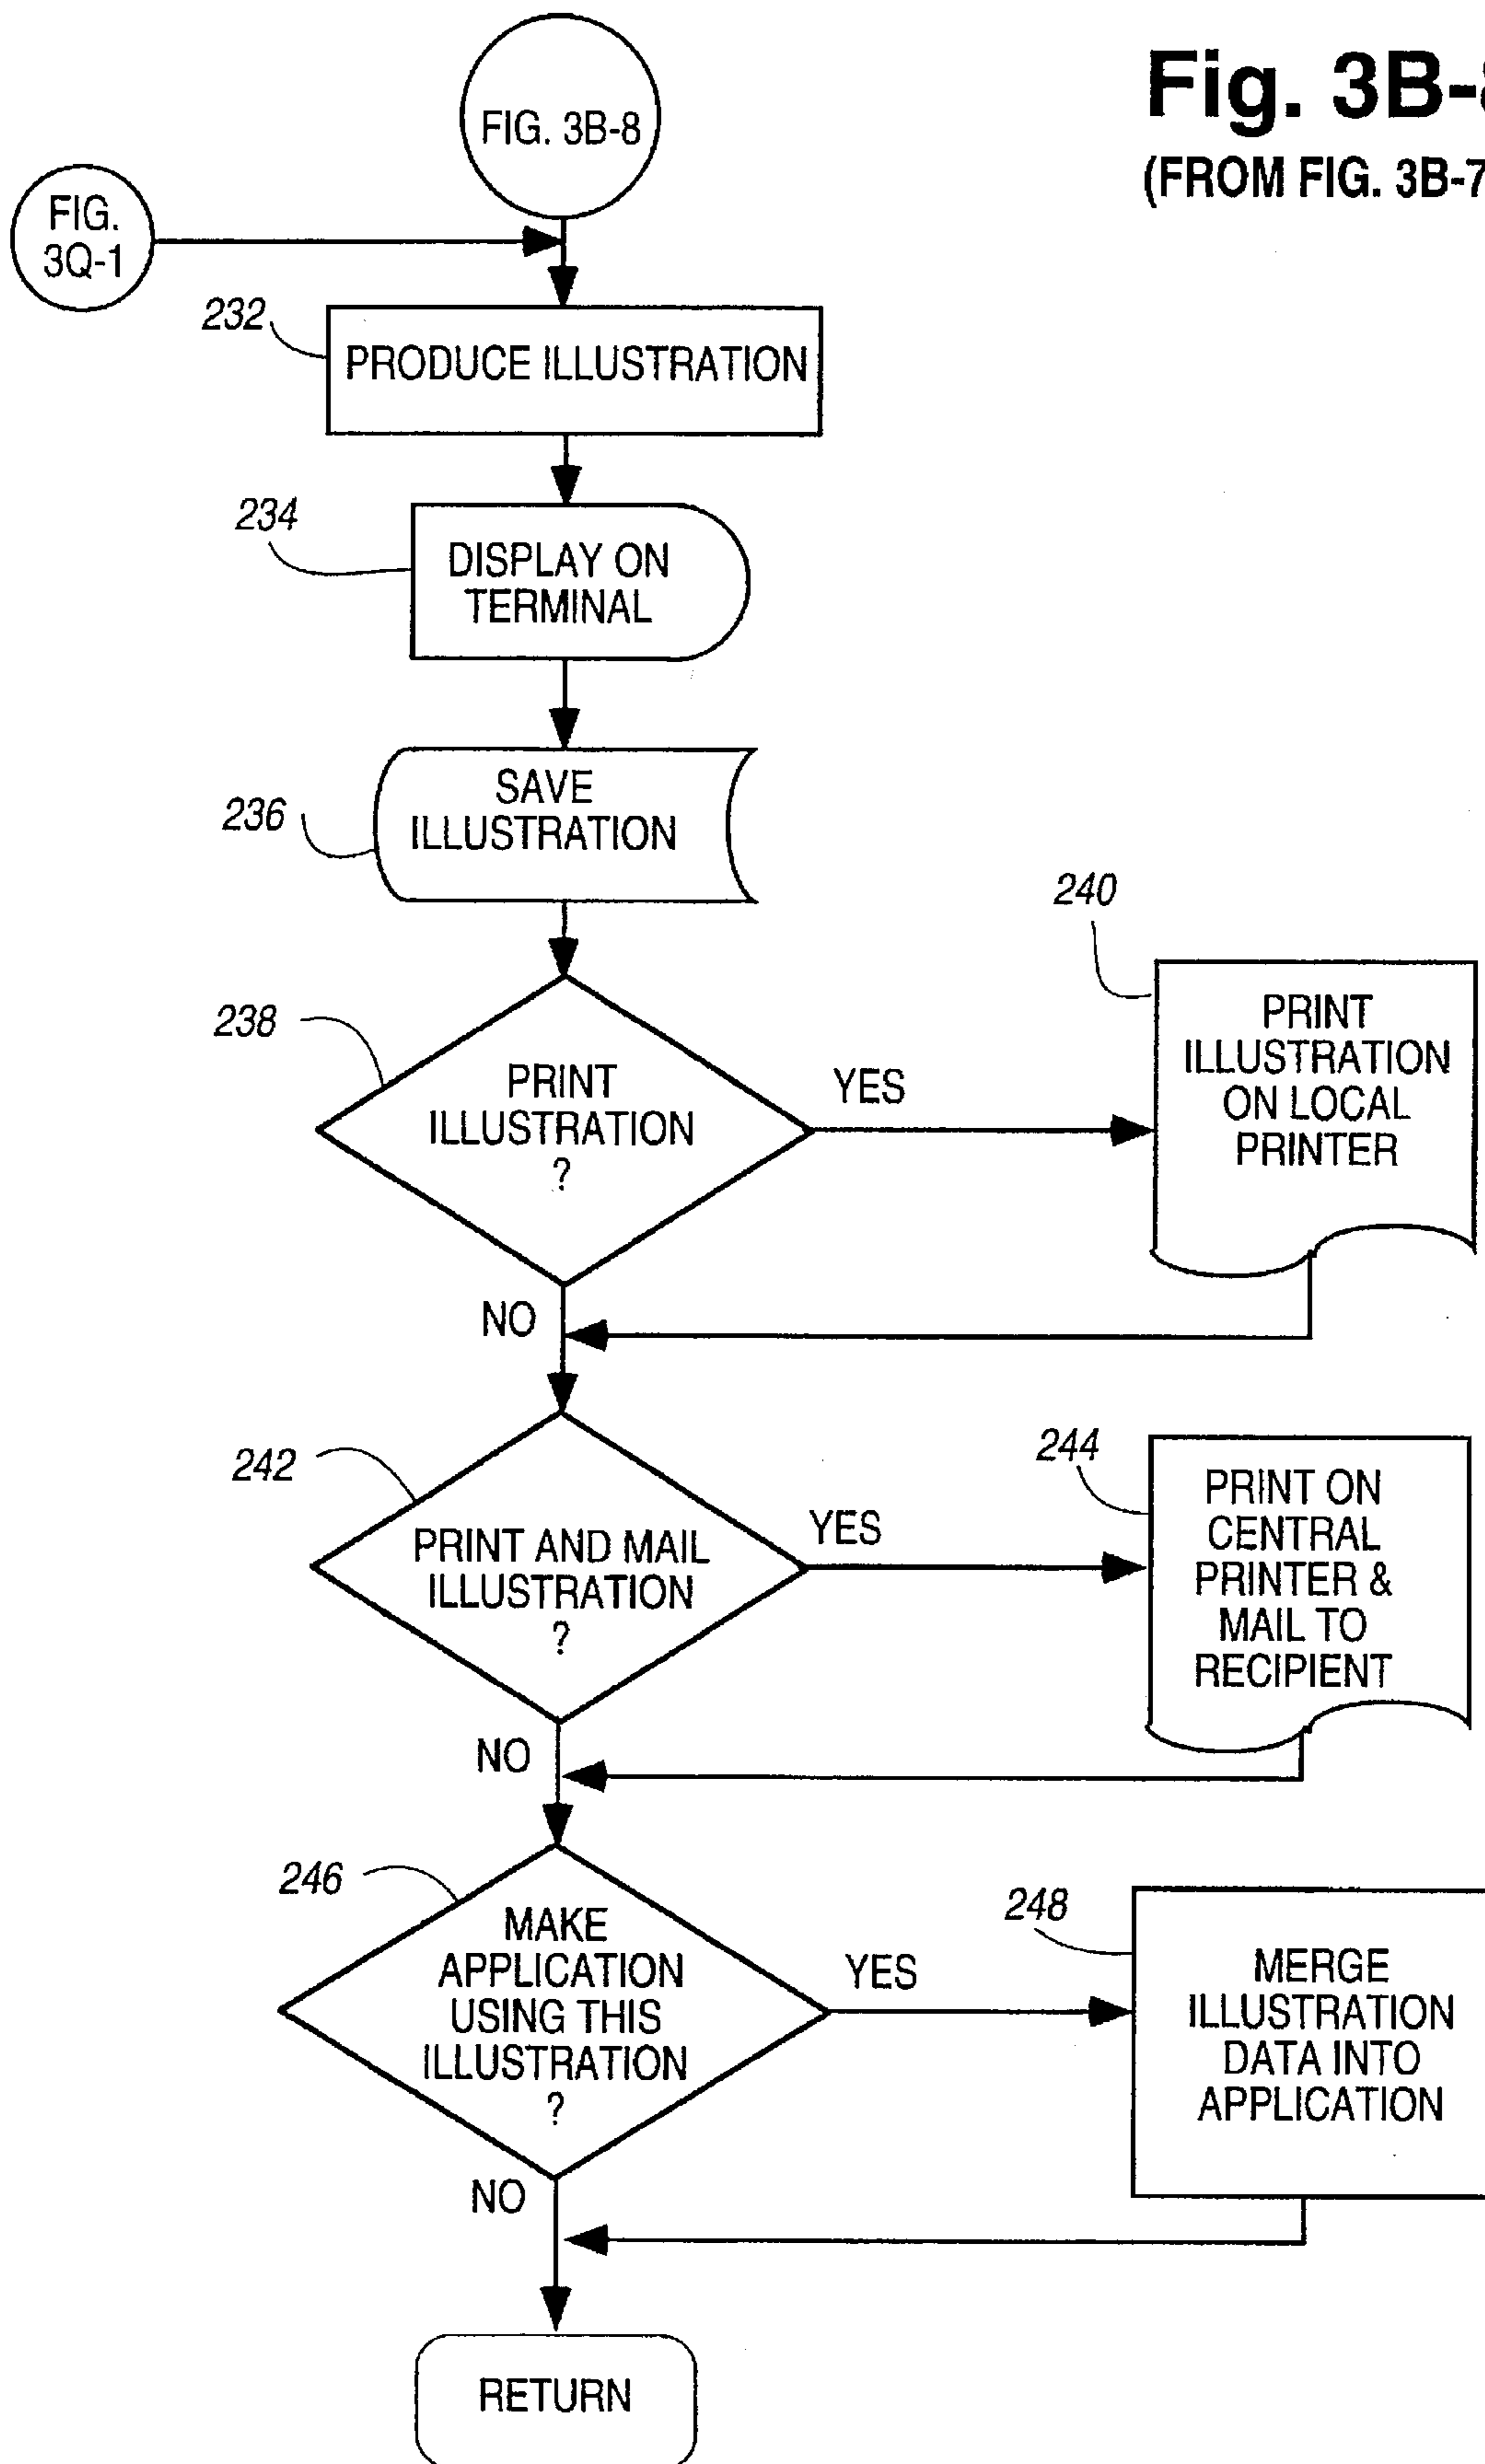 Fig. 3B-8
(FROM FIG. 3B-7
FIG. 3B-8
FIG.
3Q-1
232
PRODUCE ILLUSTRATION
234
DISPLAY ON
TERMINAL
236
SAVE
ILLUSTRATION
238
PRINT
ILLUSTRATION
?
YES
240
PRINT
ILLUSTRATION
ON LOCAL
PRINTER
NO
242
PRINT AND MAIL
ILLUSTRATION
?
YES
244
PRINT ON
CENTRAL
PRINTER &
MAIL TO
RECIPIENT
NO
246
MAKE
APPLICATION
USING THIS
ILLUSTRATION
?
YES
248
MERGE
ILLUSTRATION
DATA INTO
APPLICATION
NO
RETURN